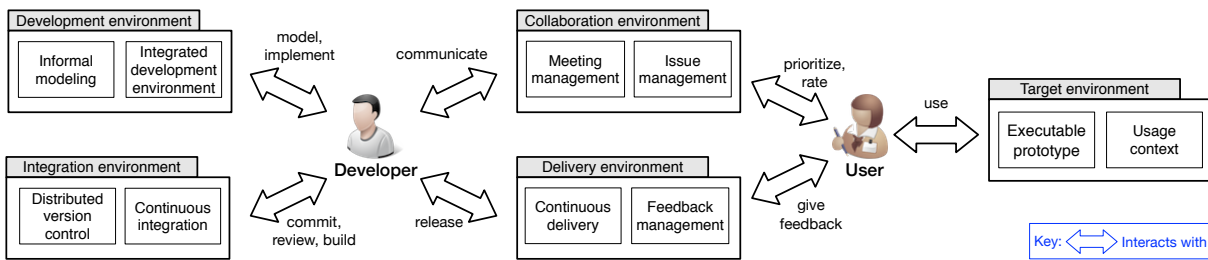 Development environment
Informal
modeling
Integrated
development
environment
model,
implement
communicate
Collaboration environment
Meeting
management
Issue
management
prioritize,
rate
use
Target environment
Executable
prototype
Usage
context
Developer
User
Integration environment
Distributed
version
control
Continuous
integration
commit,
review, build
release
Delivery environment
Continuous
delivery
Feedback
management
give
feedback
Key:
Interacts with